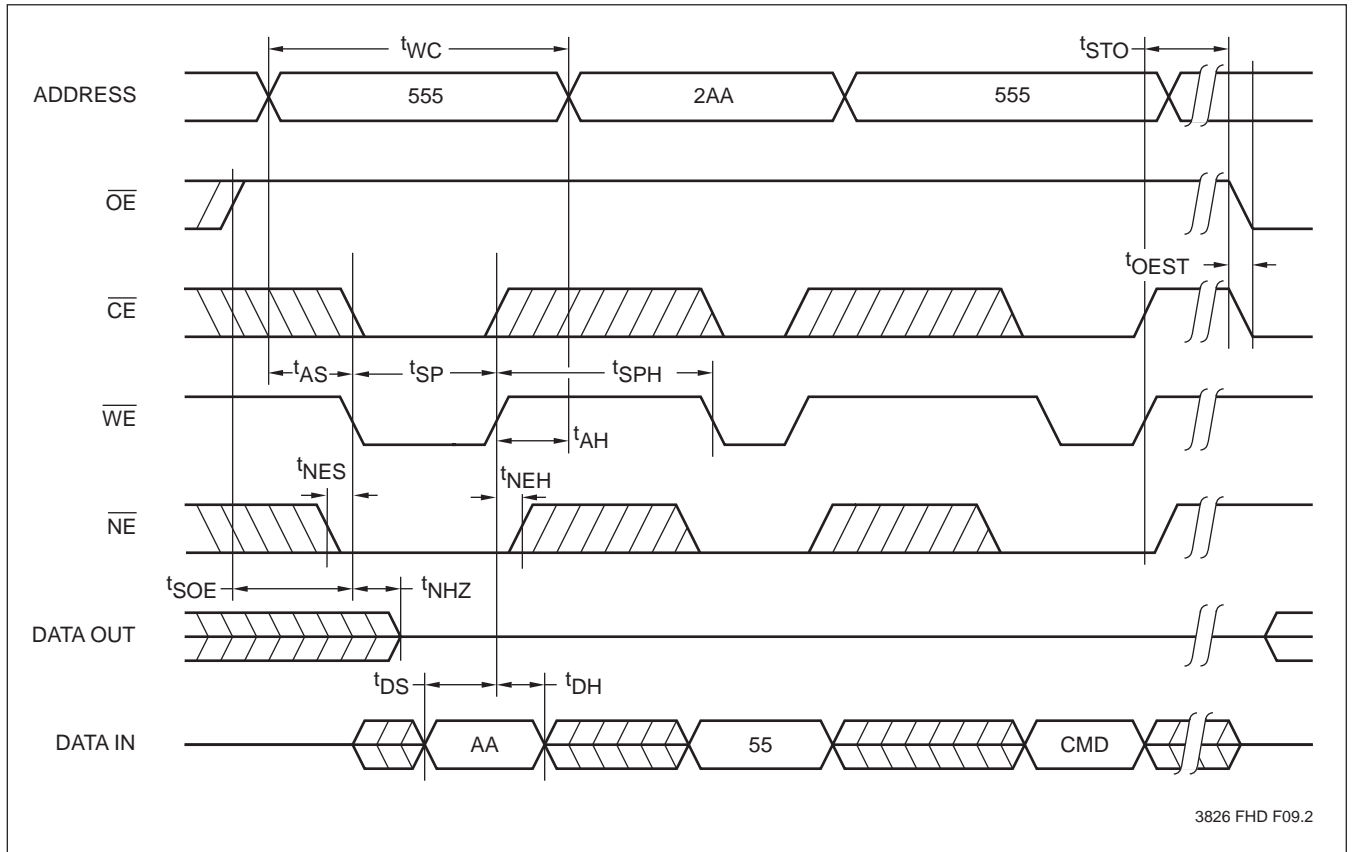 tWC
tSTO
ADDRESS
555
2AA
555
OE
tOEST
CE
tAS
tSP
tSPH
WE
tAH
tNES
tNEH
NE
tSOE
tNHZ
DATA OUT
tDS
tDH
DATA IN
AA
55
CMD
3826 FHD F09.2